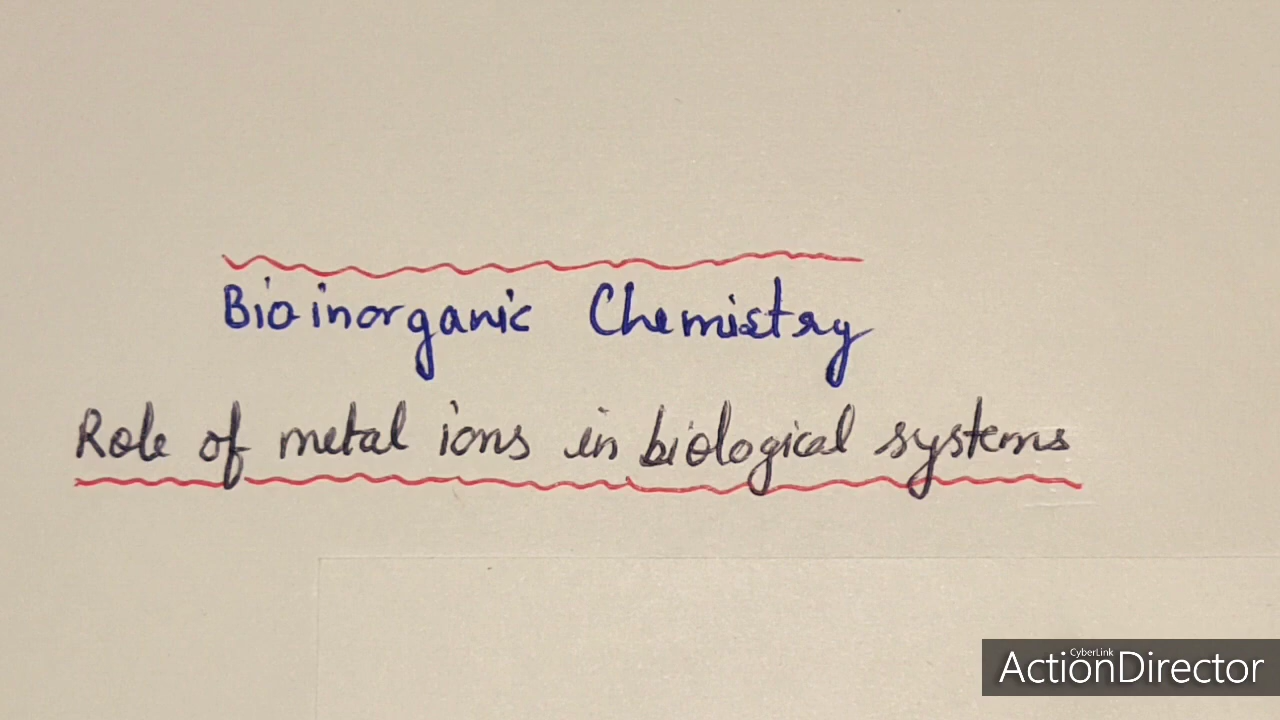 Bioinorganic Chemistry
Role of metal ions in biological systems
CyberLink
ActionDirector